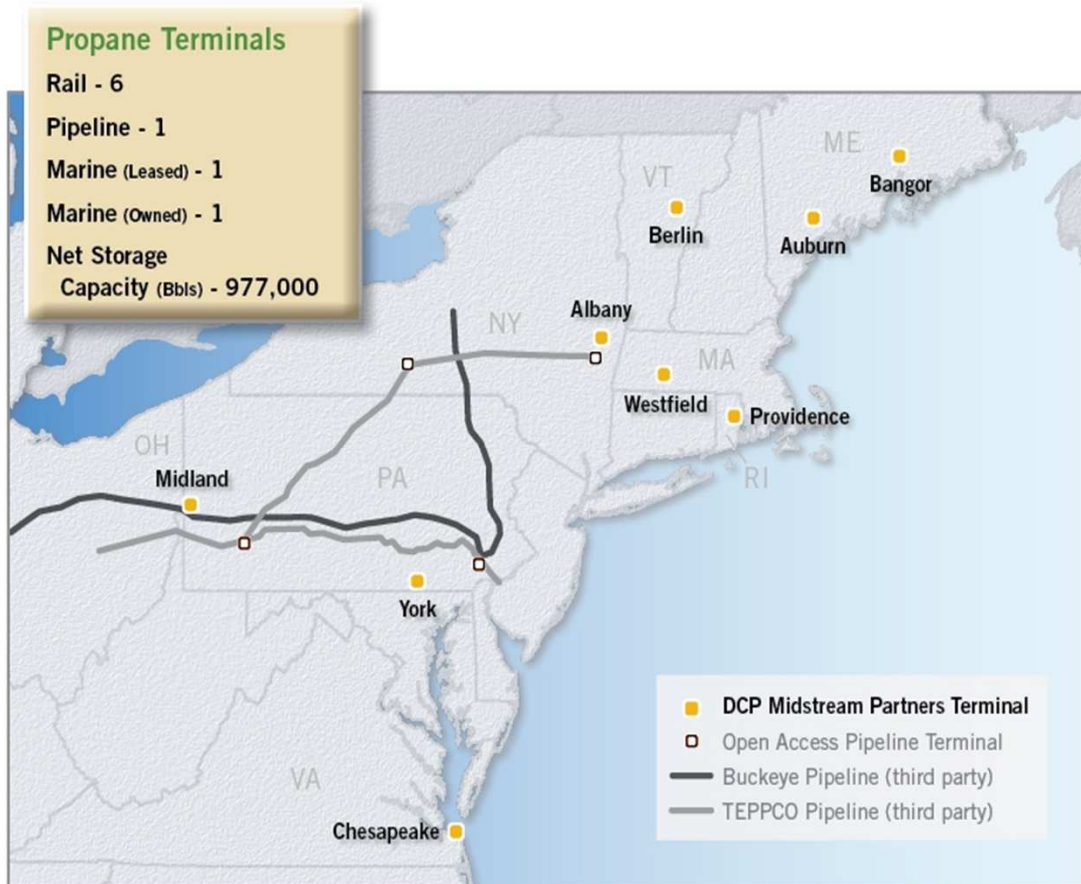 Propane Terminals
Rail - 6
Pipeline - 1
Marine (Leased) - 1
Marine (Owned) - 1
Net Storage
Capacity (Bbls) - 977,000
ME
Bangor
VT
Berlin
Auburn
Albany
NY
MA
Westfield
Providence
OH
Midland
PA
RI
York
DCP Midstream Partners Terminal
Open Access Pipeline Terminal
Buckeye Pipeline (third party)
TEPPCO Pipeline (third party)
VA
Chesapeake